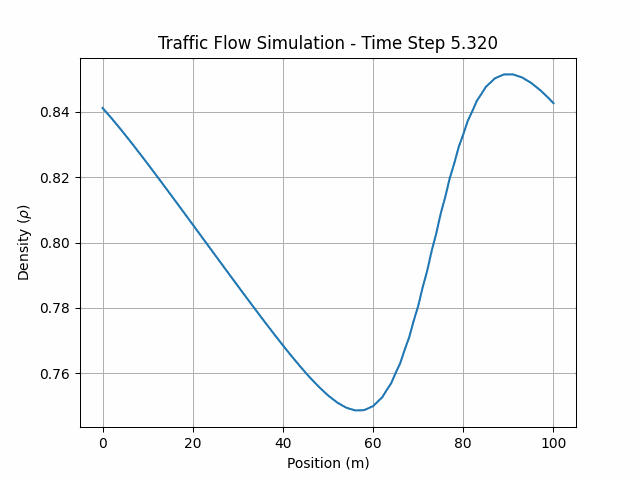 Traffic Flow Simulation - Time Step 5.320
Density (ρ)
0.84
0.82
0.80
0.78
0.76
0 20 40 60 80 100
Position (m)